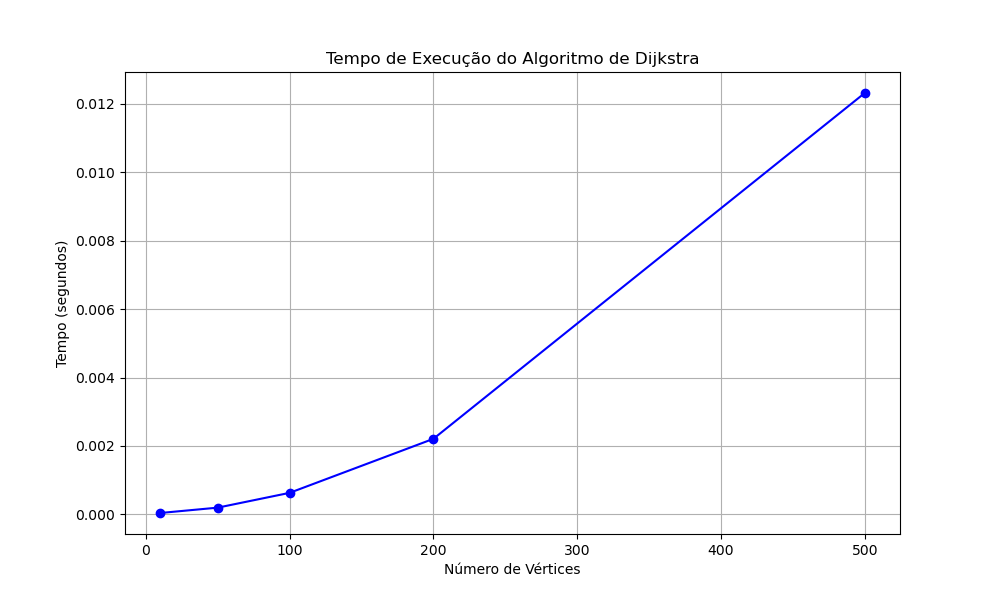 Tempo de Execução do Algoritmo de Dijkstra
Tempo (segundos)
0.012
0.010
0.008
0.006
0.004
0.002
0.000
0 100 200 300 400 500
Número de Vértices